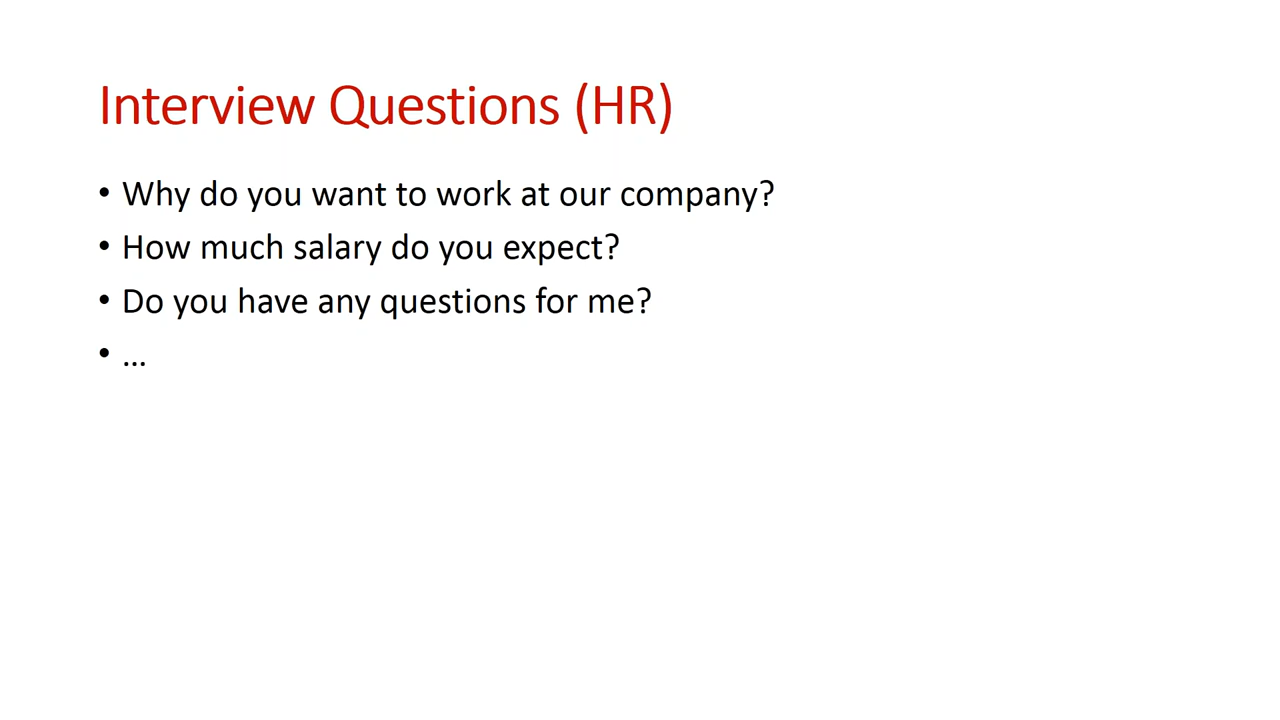 Interview Questions (HR)
• Why do you want to work at our company?
• How much salary do you expect?
• Do you have any questions for me?
• …